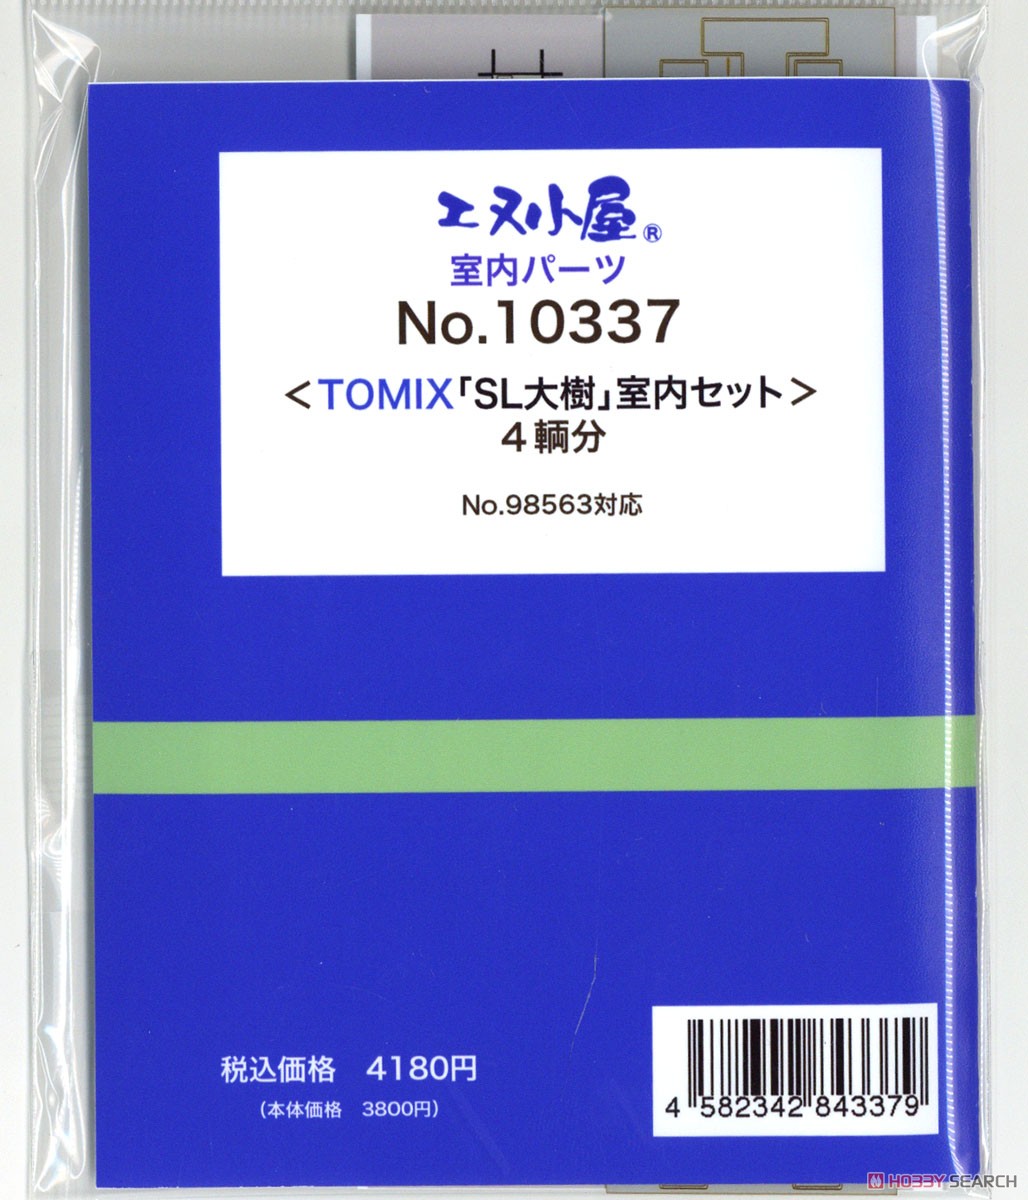 エヌ小屋®
室内パーツ
No.10337
＜TOMIX「SL大樹」室内セット＞
４輌分
No.98563対応
税込価格　4180円
（本体価格　3800円）
4 582342 843379
HOBBY SEARCH